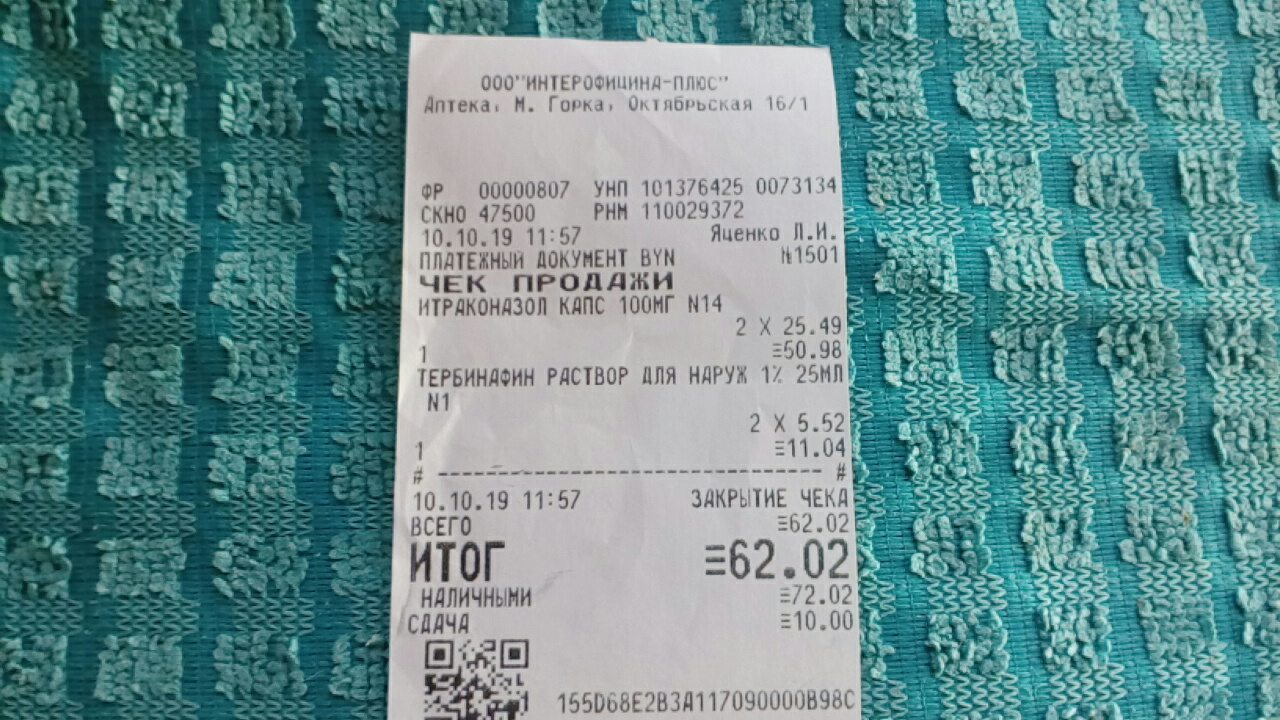 ООО"ИНТЕРОФИЦИНА-ПЛЮС"
Аптека, М. Горка, Октябрьская 16/1
ФР 00000807 УНП 101376425 0073134
СКНО 47500 РНМ 110029372
10.10.19 11:57 Яценко Л.И.
ПЛАТЕЖНЫЙ ДОКУМЕНТ BYN №1501
ЧЕК ПРОДАЖИ
ИТРАКОНАЗОЛ КАПС 100МГ N14
2 X 25.49
1 ≡50.98
ТЕРБИНАФИН РАСТВОР ДЛЯ НАРУЖ 1% 25МЛ
N1
2 X 5.52
1 ≡11.04
# -------------------------------- #
10.10.19 11:57 ЗАКРЫТИЕ ЧЕКА
ВСЕГО ≡62.02
ИТОГ ≡62.02
НАЛИЧНЫМИ ≡72.02
СДАЧА ≡10.00
155D68E2B3A117090000B98C